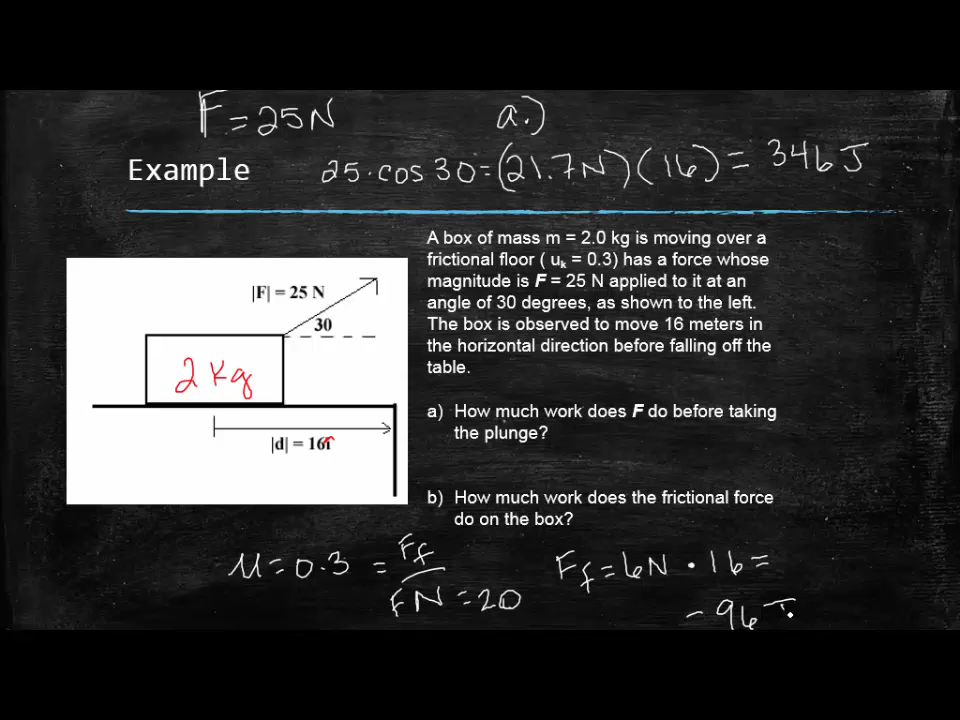 F = 25N
a.)
Example
25·cos 30 = (21.7N)(16) = 346 J
A box of mass m = 2.0 kg is moving over a
frictional floor ( uk = 0.3) has a force whose
magnitude is F = 25 N applied to it at an
angle of 30 degrees, as shown to the left.
The box is observed to move 16 meters in
the horizontal direction before falling off the
table.
|F| = 25 N
30
2 kg
|d| = 16
a) How much work does F do before taking
the plunge?
b) How much work does the frictional force
do on the box?
μ = 0.3 = Ff
FN = 20
Ff = 6N · 16 =
- 96 J